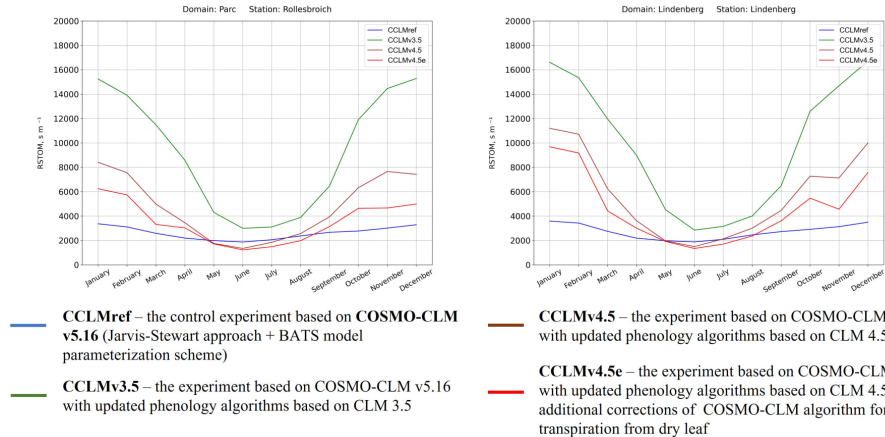 Domain: Parc Station: Rollesbroich
20000
18000
16000
14000
12000
10000
8000
6000
4000
2000
0
RSTOM, s m⁻¹
CCLMref
CCLMv3.5
CCLMv4.5
CCLMv4.5e
January
February
March
April
May
June
July
August
September
October
November
December
Domain: Lindenberg Station: Lindenberg
20000
18000
16000
14000
12000
10000
8000
6000
4000
2000
0
RSTOM, s m⁻¹
CCLMref
CCLMv3.5
CCLMv4.5
CCLMv4.5e
January
February
March
April
May
June
July
August
September
October
November
December
CCLMref – the control experiment based on COSMO-CLM
v5.16 (Jarvis-Stewart approach + BATS model
parameterization scheme)
CCLMv3.5 – the experiment based on COSMO-CLM v5.16
with updated phenology algorithms based on CLM 3.5
CCLMv4.5 – the experiment based on COSMO-CLM
with updated phenology algorithms based on CLM 4.5
CCLMv4.5e – the experiment based on COSMO-CLM
with updated phenology algorithms based on CLM 4.5
additional corrections of COSMO-CLM algorithm for
transpiration from dry leaf